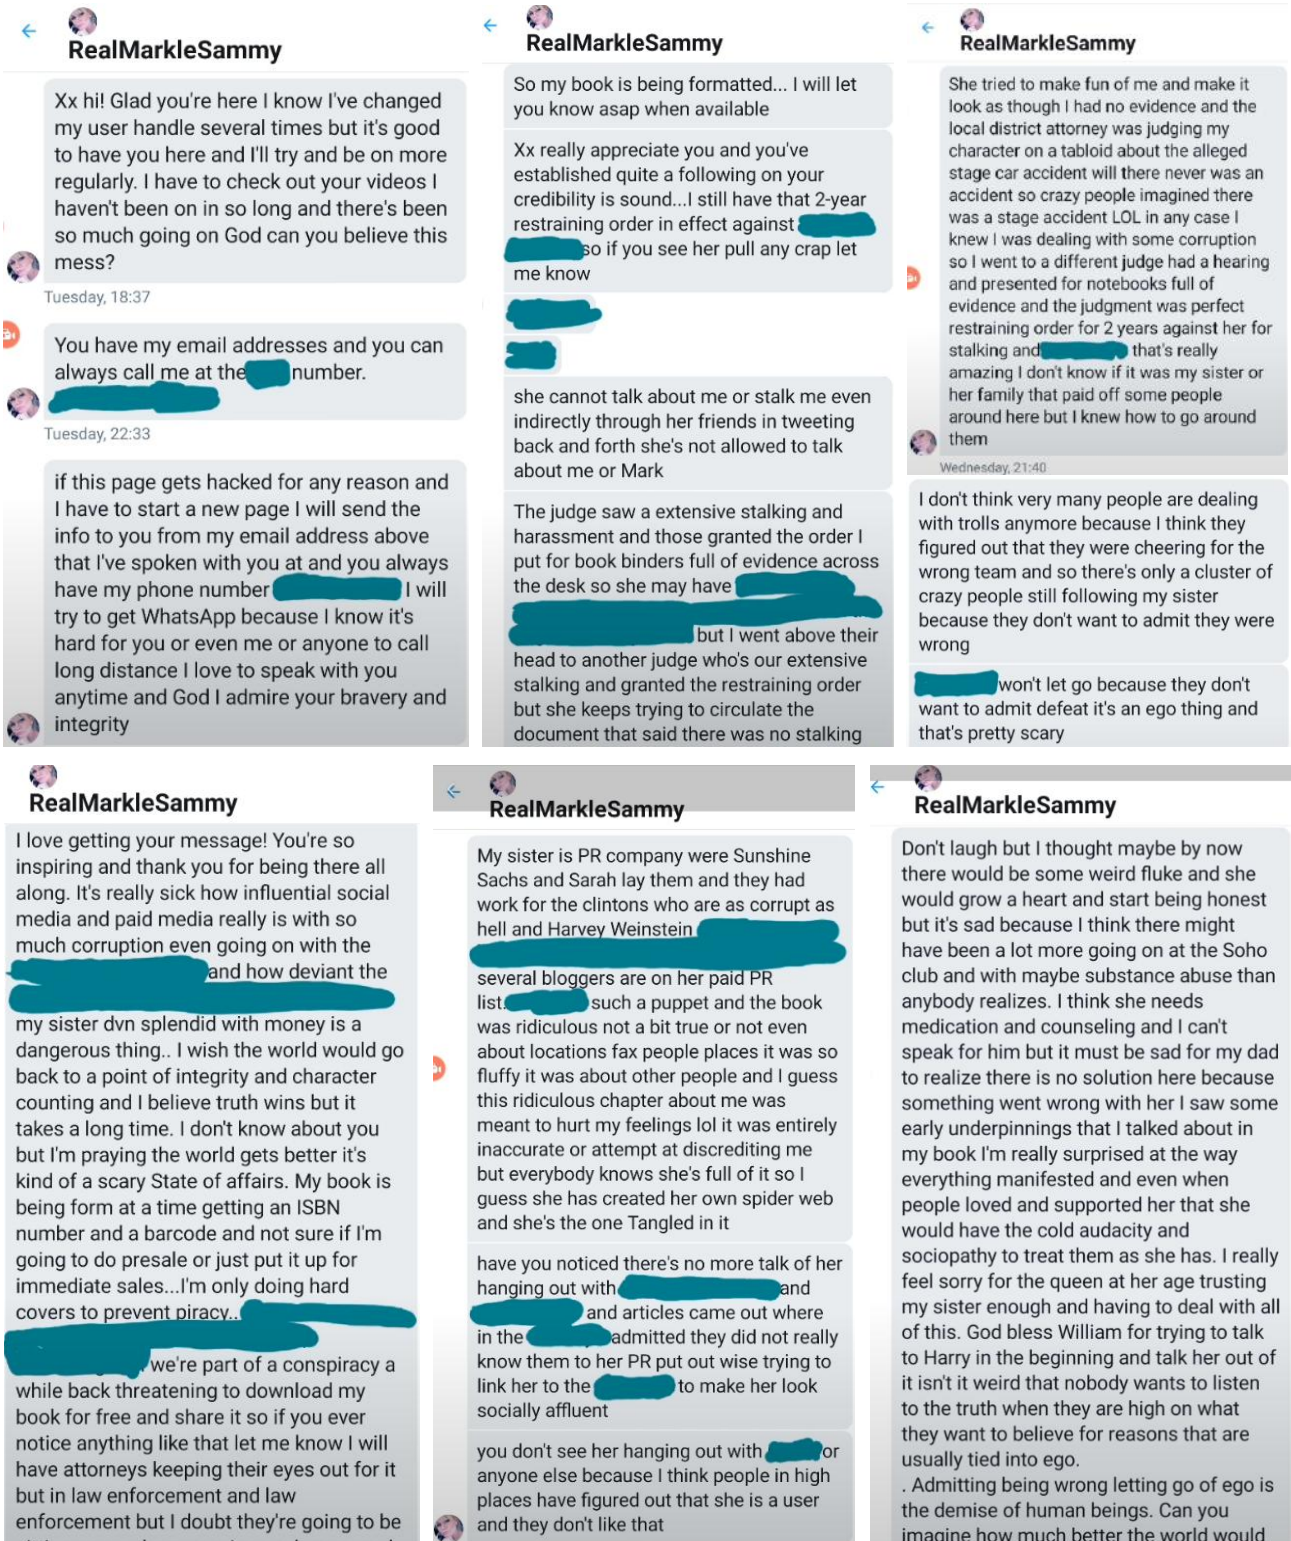 RealMarkleSammy
Xx hi! Glad you're here I know I've changed
my user handle several times but it's good
to have you here and I'll try and be on more
regularly. I have to check out your videos I
haven't been on in so long and there's been
so much going on God can you believe this
mess?
Tuesday, 18:37
You have my email addresses and you can
always call me at the number.
Tuesday, 22:33
if this page gets hacked for any reason and
I have to start a new page I will send the
info to you from my email address above
that I've spoken with you at and you always
have my phone number I will
try to get WhatsApp because I know it's
hard for you or even me or anyone to call
long distance I love to speak with you
anytime and God I admire your bravery and
integrity
RealMarkleSammy
So my book is being formatted... I will let
you know asap when available
Xx really appreciate you and you've
established quite a following on your
credibility is sound...I still have that 2-year
restraining order in effect against
so if you see her pull any crap let
me know
she cannot talk about me or stalk me even
indirectly through her friends in tweeting
back and forth she's not allowed to talk
about me or Mark
The judge saw a extensive stalking and
harassment and those granted the order I
put for book binders full of evidence across
the desk so she may have
but I went above their
head to another judge who's our extensive
stalking and granted the restraining order
but she keeps trying to circulate the
document that said there was no stalking
RealMarkleSammy
She tried to make fun of me and make it
look as though I had no evidence and the
local district attorney was judging my
character on a tabloid about the alleged
stage car accident will there never was an
accident so crazy people imagined there
was a stage accident LOL in any case I
knew I was dealing with some corruption
so I went to a different judge had a hearing
and presented for notebooks full of
evidence and the judgment was perfect
restraining order for 2 years against her for
stalking and that's really
amazing I don't know if it was my sister or
her family that paid off some people
around here but I knew how to go around
them
Wednesday, 21:40
I don't think very many people are dealing
with trolls anymore because I think they
figured out that they were cheering for the
wrong team and so there's only a cluster of
crazy people still following my sister
because they don't want to admit they were
wrong
won't let go because they don't
want to admit defeat it's an ego thing and
that's pretty scary
RealMarkleSammy
I love getting your message! You're so
inspiring and thank you for being there all
along. It's really sick how influential social
media and paid media really is with so
much corruption even going on with the
and how deviant the
my sister dvn splendid with money is a
dangerous thing.. I wish the world would go
back to a point of integrity and character
counting and I believe truth wins but it
takes a long time. I don't know about you
but I'm praying the world gets better it's
kind of a scary State of affairs. My book is
being form at a time getting an ISBN
number and a barcode and not sure if I'm
going to do presale or just put it up for
immediate sales...I'm only doing hard
covers to prevent piracy..
we're part of a conspiracy a
while back threatening to download my
book for free and share it so if you ever
notice anything like that let me know I will
have attorneys keeping their eyes out for it
but in law enforcement and law
enforcement but I doubt they're going to be
RealMarkleSammy
My sister is PR company were Sunshine
Sachs and Sarah lay them and they had
work for the clintons who are as corrupt as
hell and Harvey Weinstein
several bloggers are on her paid PR
list. such a puppet and the book
was ridiculous not a bit true or not even
about locations fax people places it was so
fluffy it was about other people and I guess
this ridiculous chapter about me was
meant to hurt my feelings lol it was entirely
inaccurate or attempt at discrediting me
but everybody knows she's full of it so I
guess she has created her own spider web
and she's the one Tangled in it
have you noticed there's no more talk of her
hanging out with and
and articles came out where
in the admitted they did not really
know them to her PR put out wise trying to
link her to the to make her look
socially affluent
you don't see her hanging out with or
anyone else because I think people in high
places have figured out that she is a user
and they don't like that
RealMarkleSammy
Don't laugh but I thought maybe by now
there would be some weird fluke and she
would grow a heart and start being honest
but it's sad because I think there might
have been a lot more going on at the Soho
club and with maybe substance abuse than
anybody realizes. I think she needs
medication and counseling and I can't
speak for him but it must be sad for my dad
to realize there is no solution here because
something went wrong with her I saw some
early underpinnings that I talked about in
my book I'm really surprised at the way
everything manifested and even when
people loved and supported her that she
would have the cold audacity and
sociopathy to treat them as she has. I really
feel sorry for the queen at her age trusting
my sister enough and having to deal with all
of this. God bless William for trying to talk
to Harry in the beginning and talk her out of
it isn't it weird that nobody wants to listen
to the truth when they are high on what
they want to believe for reasons that are
usually tied into ego.
. Admitting being wrong letting go of ego is
the demise of human beings. Can you
imagine how much better the world would